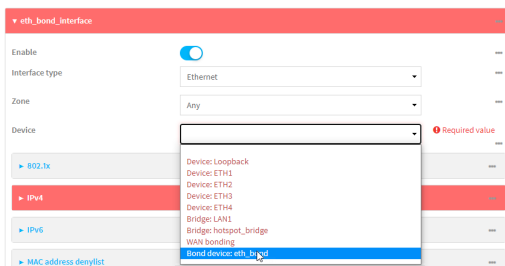 ▾ eth_bond_interface
Enable
Interface type
Ethernet
Zone
Any
Device
Required value
► 802.1x
Device: Loopback
Device: ETH1
Device: ETH2
Device: ETH3
Device: ETH4
Bridge: LAN1
Bridge: hotspot_bridge
WAN bonding
Bond device: eth_bond
► IPv4
► IPv6
► MAC address denylist